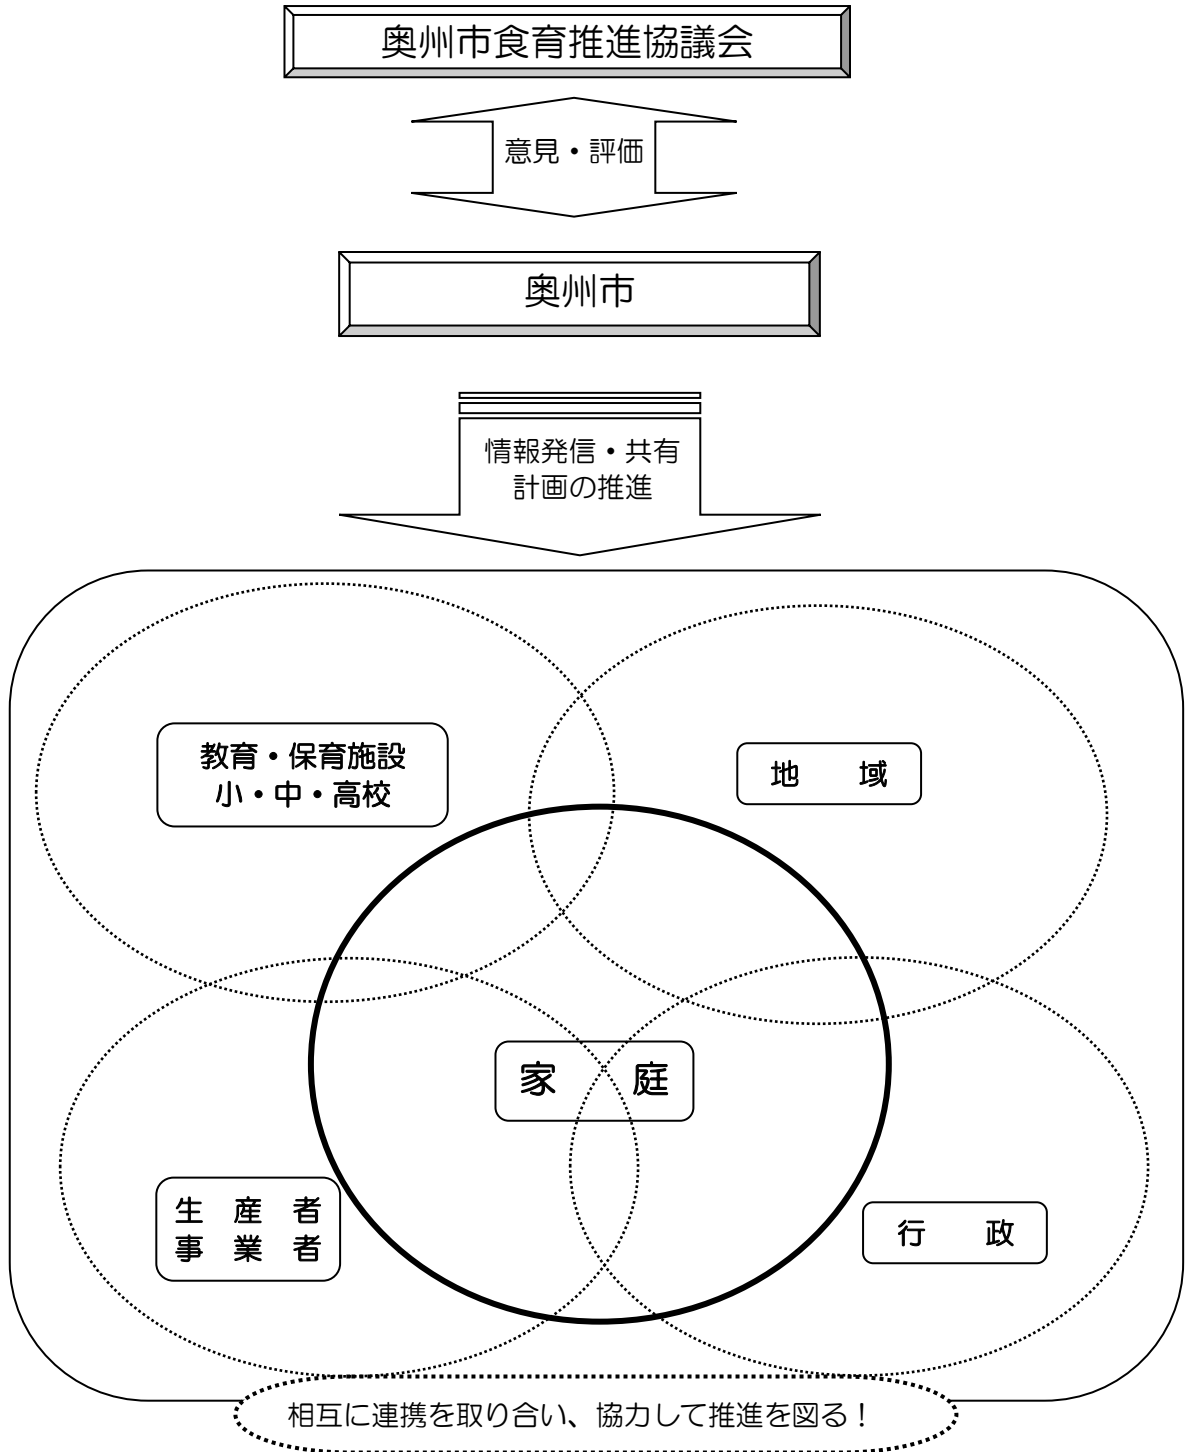 奥州市食育推進協議会
意見・評価
奥州市
情報発信・共有
計画の推進
教育・保育施設
小・中・高校
地　域
家　庭
生　産　者
事　業　者
行　政
相互に連携を取り合い、協力して推進を図る！